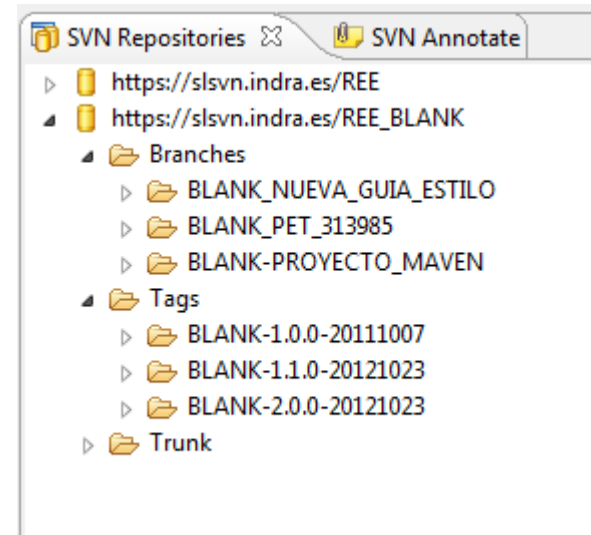 SVN Repositories SVN Annotate
https://slsvn.indra.es/REE
https://slsvn.indra.es/REE_BLANK
Branches
BLANK_NUEVA_GUIA_ESTILO
BLANK_PET_313985
BLANK-PROYECTO_MAVEN
Tags
BLANK-1.0.0-20111007
BLANK-1.1.0-20121023
BLANK-2.0.0-20121023
Trunk